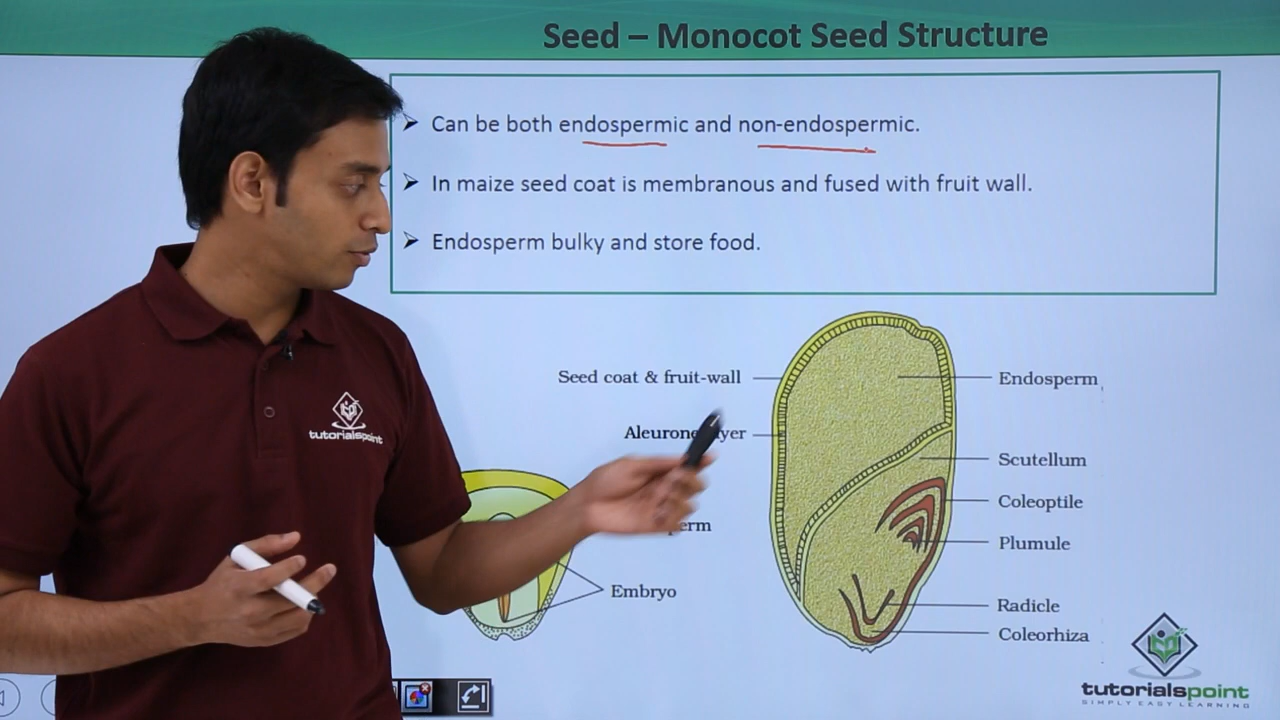 Seed – Monocot Seed Structure
➤ Can be both endospermic and non-endospermic.
➤ In maize seed coat is membranous and fused with fruit wall.
➤ Endosperm bulky and store food.
Seed coat & fruit-wall
Endosperm
Aleurone
Scutellum
Coleoptile
Plumule
Embryo
Radicle
Coleorhiza
tutorialspoint
tutorialspoint
SIMPLY EASY LEARNING